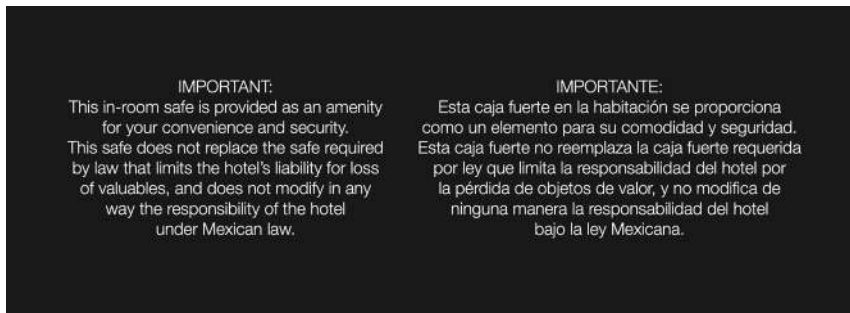 IMPORTANT:
This in-room safe is provided as an amenity
for your convenience and security.
This safe does not replace the safe required
by law that limits the hotel's liability for loss
of valuables, and does not modify in any
way the responsibility of the hotel
under Mexican law.
IMPORTANTE:
Esta caja fuerte en la habitación se proporciona
como un elemento para su comodidad y seguridad.
Esta caja fuerte no reemplaza la caja fuerte requerida
por ley que limita la responsabilidad del hotel por
la pérdida de objetos de valor, y no modifica de
ninguna manera la responsabilidad del hotel
bajo la ley Mexicana.